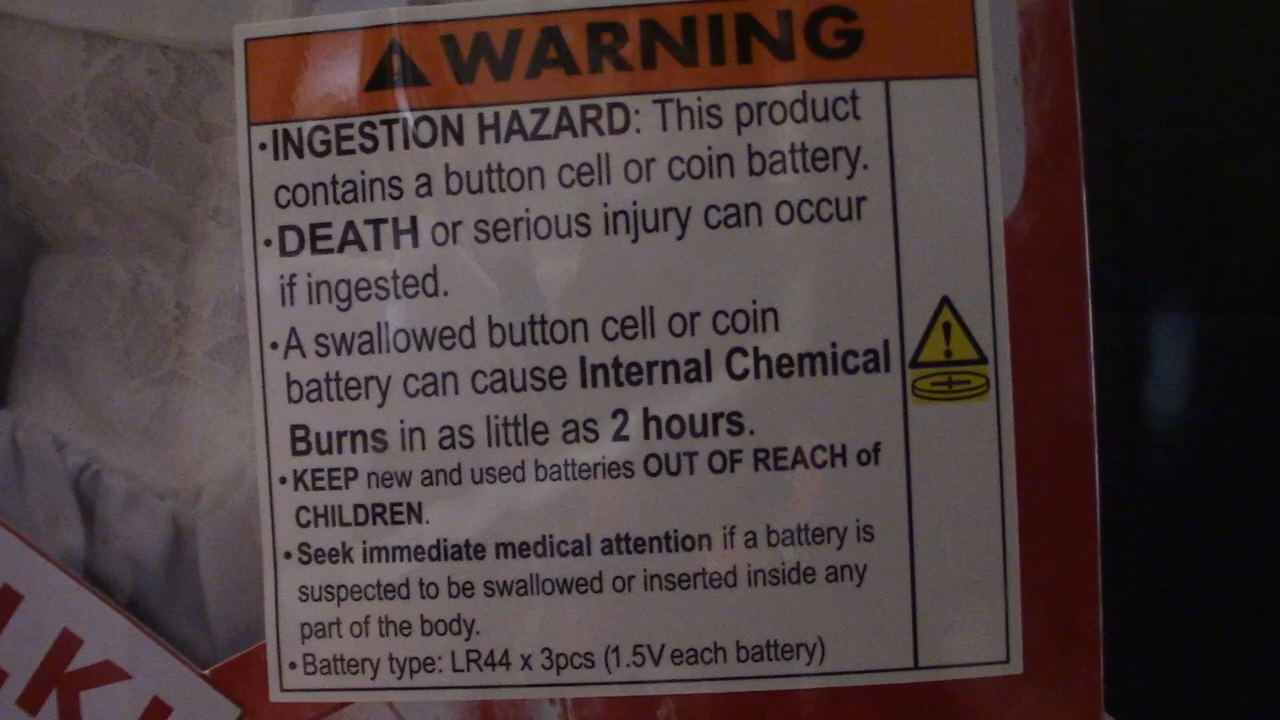 WARNING
·INGESTION HAZARD: This product
contains a button cell or coin battery.
·DEATH or serious injury can occur
if ingested.
·A swallowed button cell or coin
battery can cause Internal Chemical
Burns in as little as 2 hours.
·KEEP new and used batteries OUT OF REACH of
CHILDREN.
·Seek immediate medical attention if a battery is
suspected to be swallowed or inserted inside any
part of the body.
·Battery type: LR44 x 3pcs (1.5V each battery)